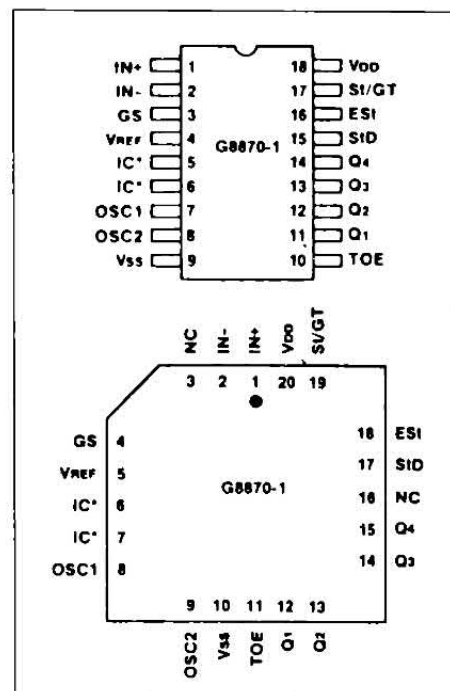 IN+ 1 18 VDD
IN- 2 17 St/GT
GS 3 16 ESt
VREF 4 15 StD
G8870-1
IC* 5 14 Q4
IC* 6 13 Q3
OSC1 7 12 Q2
OSC2 8 11 Q1
VSS 9 10 TOE
NC IN- IN+ VDD St/GT
3 2 1 20 19
GS 4 18 ESt
VREF 5 17 StD
IC* 6 G8870-1 16 NC
IC* 7 15 Q4
OSC1 8 14 Q3
9 10 11 12 13
OSC2 VSS TOE Q1 Q2